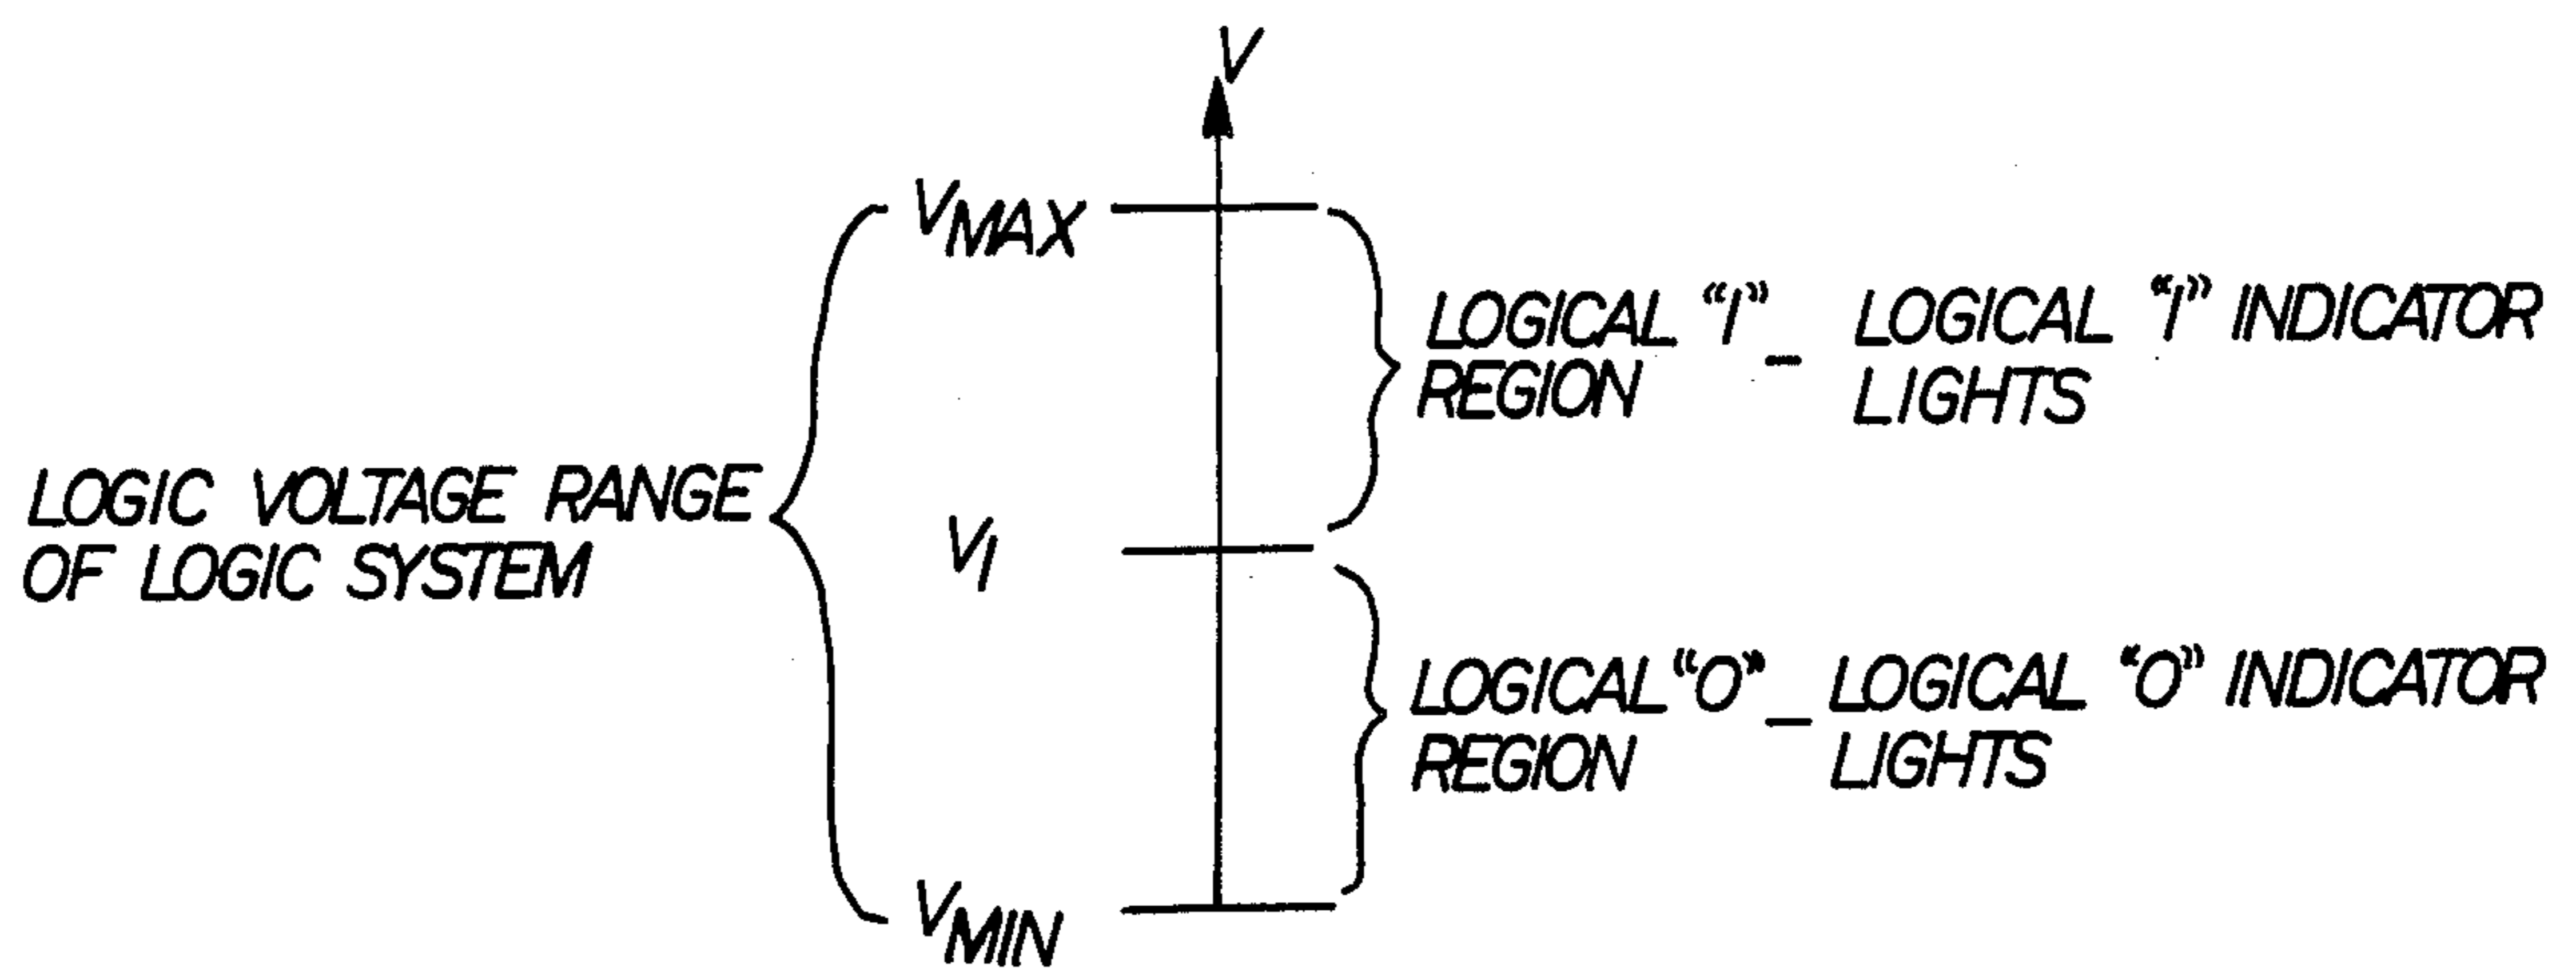 V
VMAX
LOGICAL "1" _ LOGICAL "1" INDICATOR
REGION LIGHTS
LOGIC VOLTAGE RANGE
OF LOGIC SYSTEM
V1
LOGICAL "0" _ LOGICAL "0" INDICATOR
REGION LIGHTS
VMIN